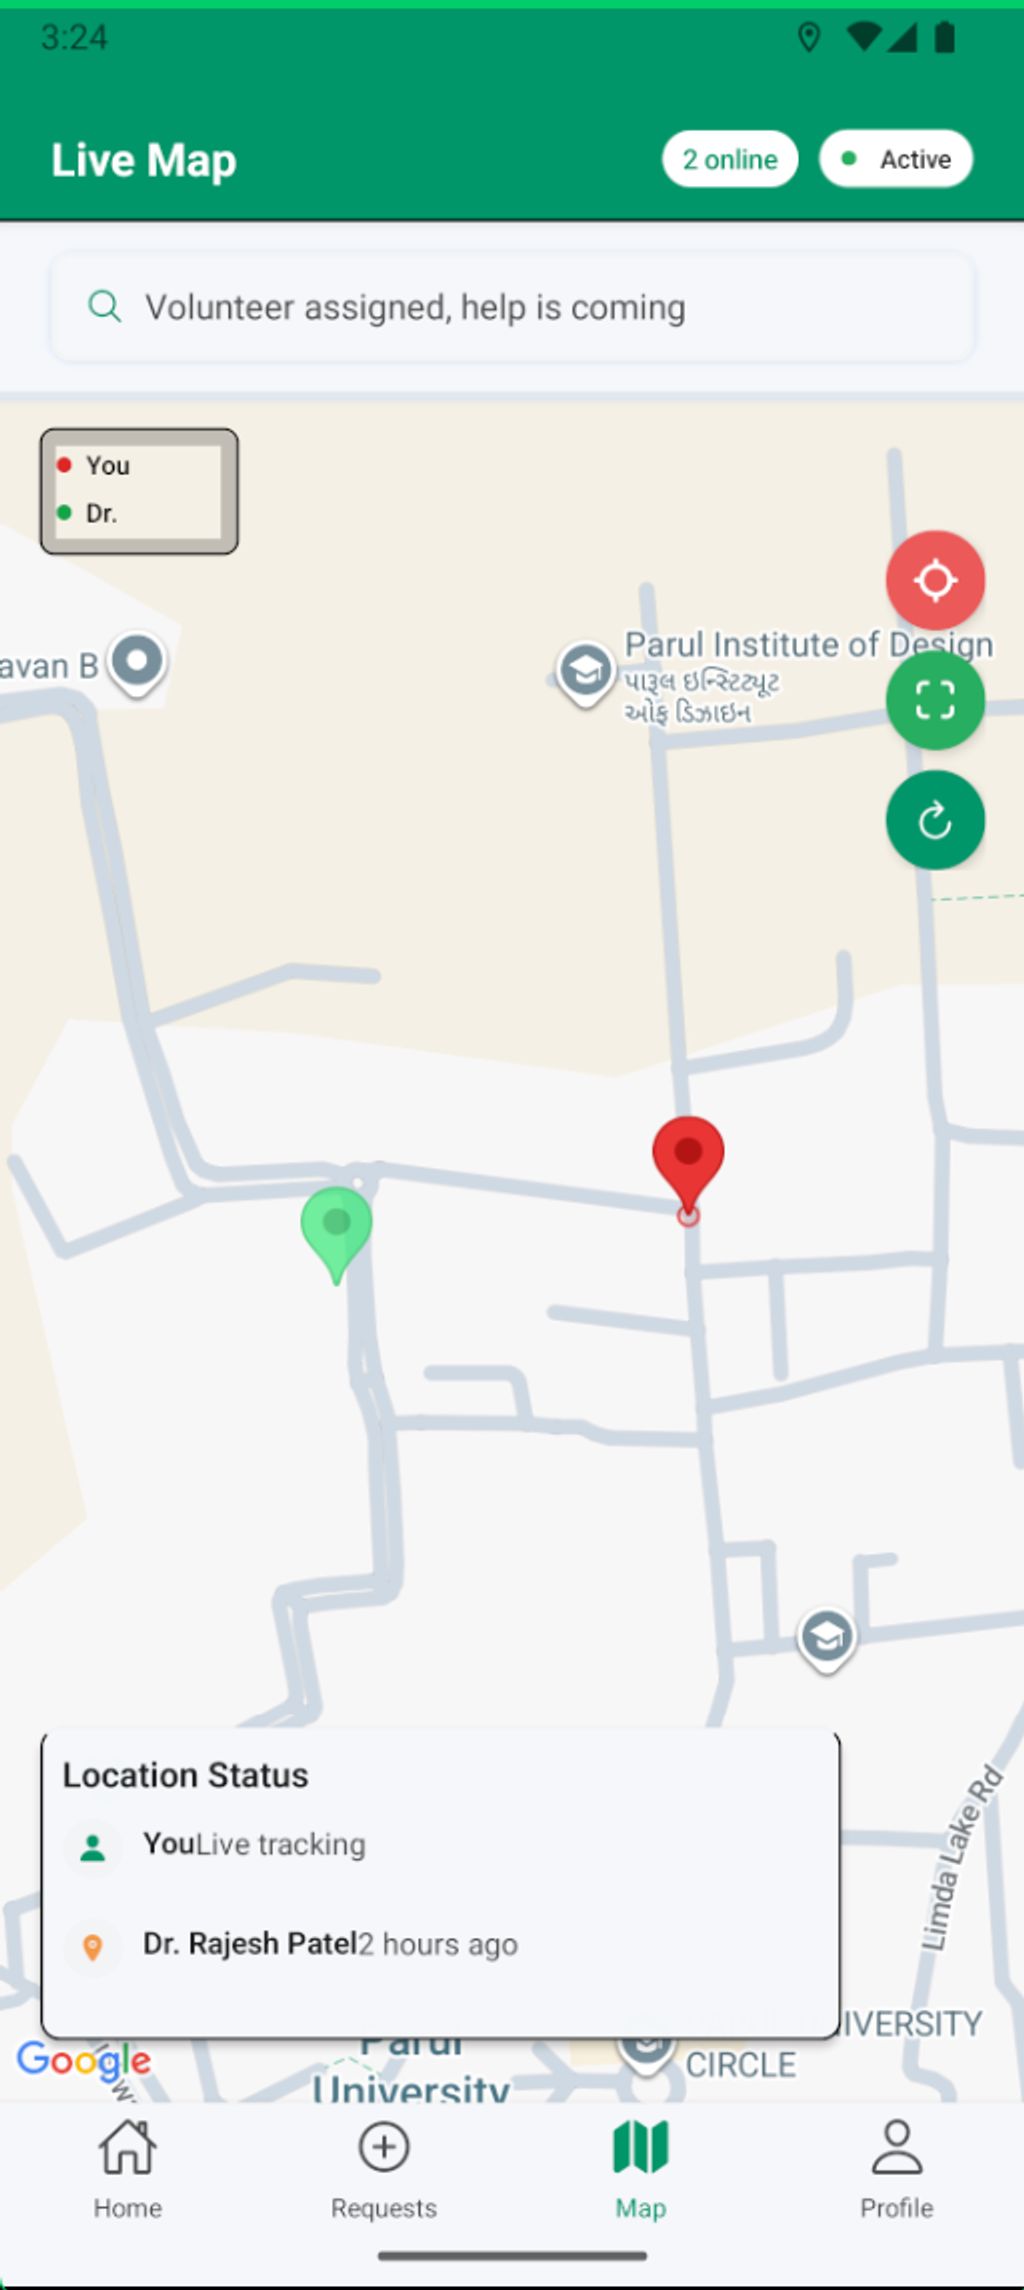 3:24
Live Map
2 online
Active
Volunteer assigned, help is coming
You
Dr.
avan B
Parul Institute of Design
પારૂલ ઇન્સ્ટિટ્યૂટ
ઓફ ડિઝાઇન
Limda Lake Rd
Location Status
YouLive tracking
Dr. Rajesh Patel2 hours ago
IVERSITY
CIRCLE
Parul
University
Google
Home
Requests
Map
Profile